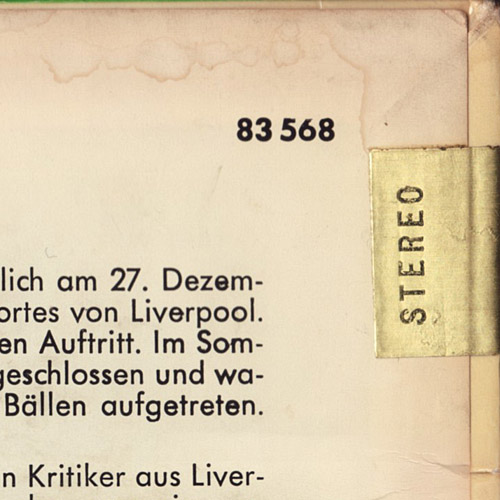 83 568
STEREO
lich am 27. Dezem-
ortes von Liverpool.
en Auftritt. Im Som-
geschlossen und wa-
Bällen aufgetreten.
n Kritiker aus Liver-